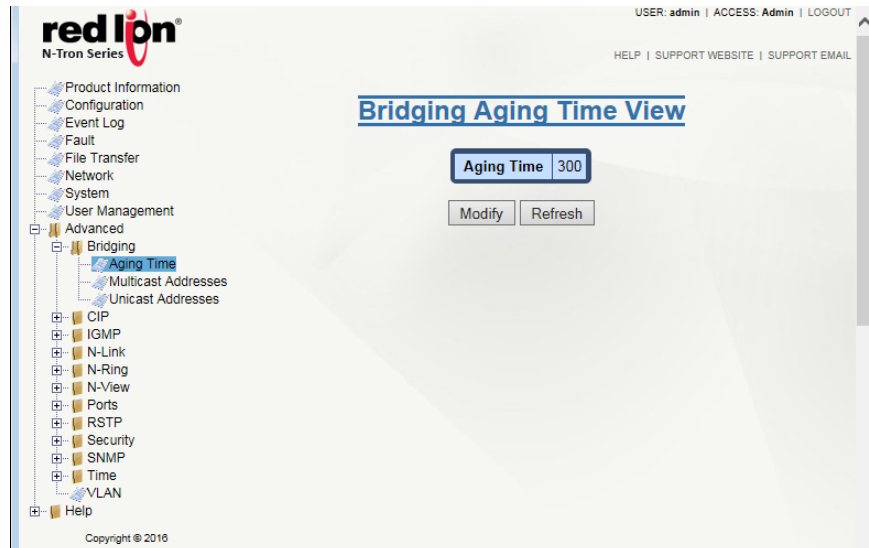 USER: admin | ACCESS: Admin | LOGOUT
red lion®
N-Tron Series
HELP | SUPPORT WEBSITE | SUPPORT EMAIL
Product Information
Configuration
Event Log
Fault
File Transfer
Network
System
User Management
Advanced
Bridging
Aging Time
Multicast Addresses
Unicast Addresses
CIP
IGMP
N-Link
N-Ring
N-View
Ports
RSTP
Security
SNMP
Time
VLAN
Help
Copyright © 2016
Bridging Aging Time View
Aging Time 300
Modify Refresh